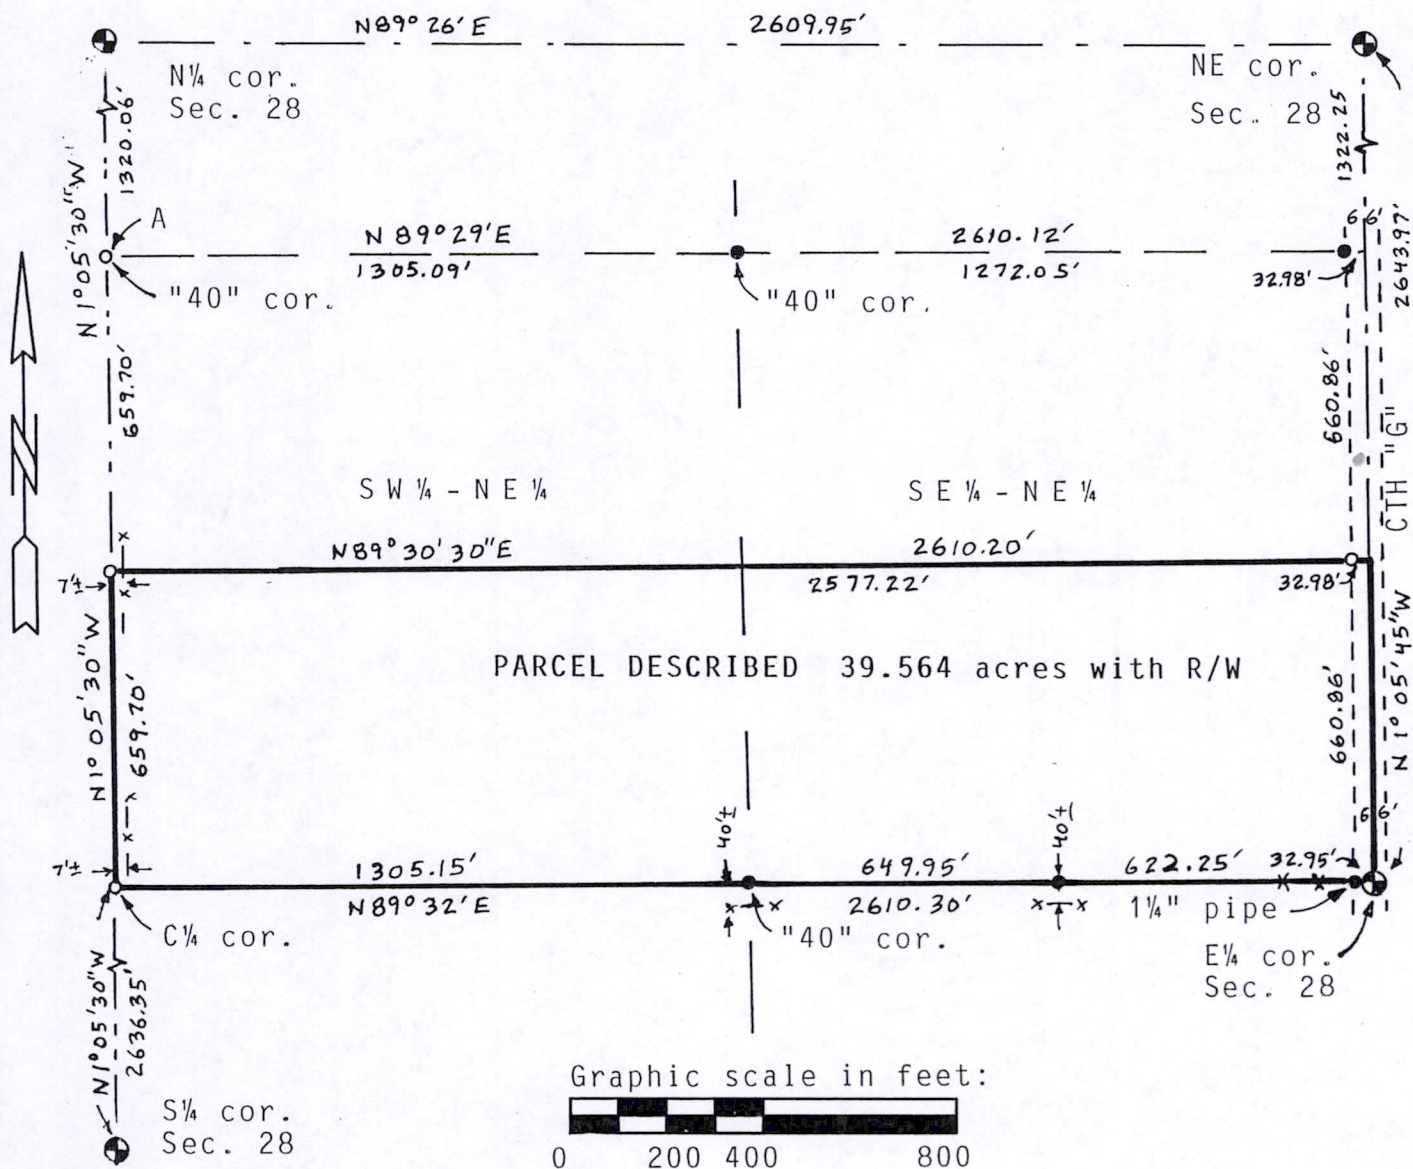 N89°26'E 2609.95'
N¼ cor.
Sec. 28
NE cor.
Sec. 28
1320.06'
1322.25
N1°05'30"W
A
N89°29'E 2610.12'
1305.09' 1272.05'
66'
32.98'
2643.97'
"40" cor.
"40" cor.
N
659.70'
660.86'
CTH "G"
SW¼ - NE¼ SE¼ - NE¼
N89°30'30"E 2610.20'
2577.22' 32.98'
7'±
N1°05'30"W
659.70'
PARCEL DESCRIBED 39.564 acres with R/W
660.86'
N1°05'45"W
66'
40'±
40'±
7'±
1305.15' 649.95' 622.25' 32.95'
N89°32'E 2610.30' 1¼" pipe
C¼ cor.
"40" cor.
E¼ cor.
Sec. 28
N1°05'30"W
2636.35'
S¼ cor.
Sec. 28
Graphic scale in feet:
0 200 400 800